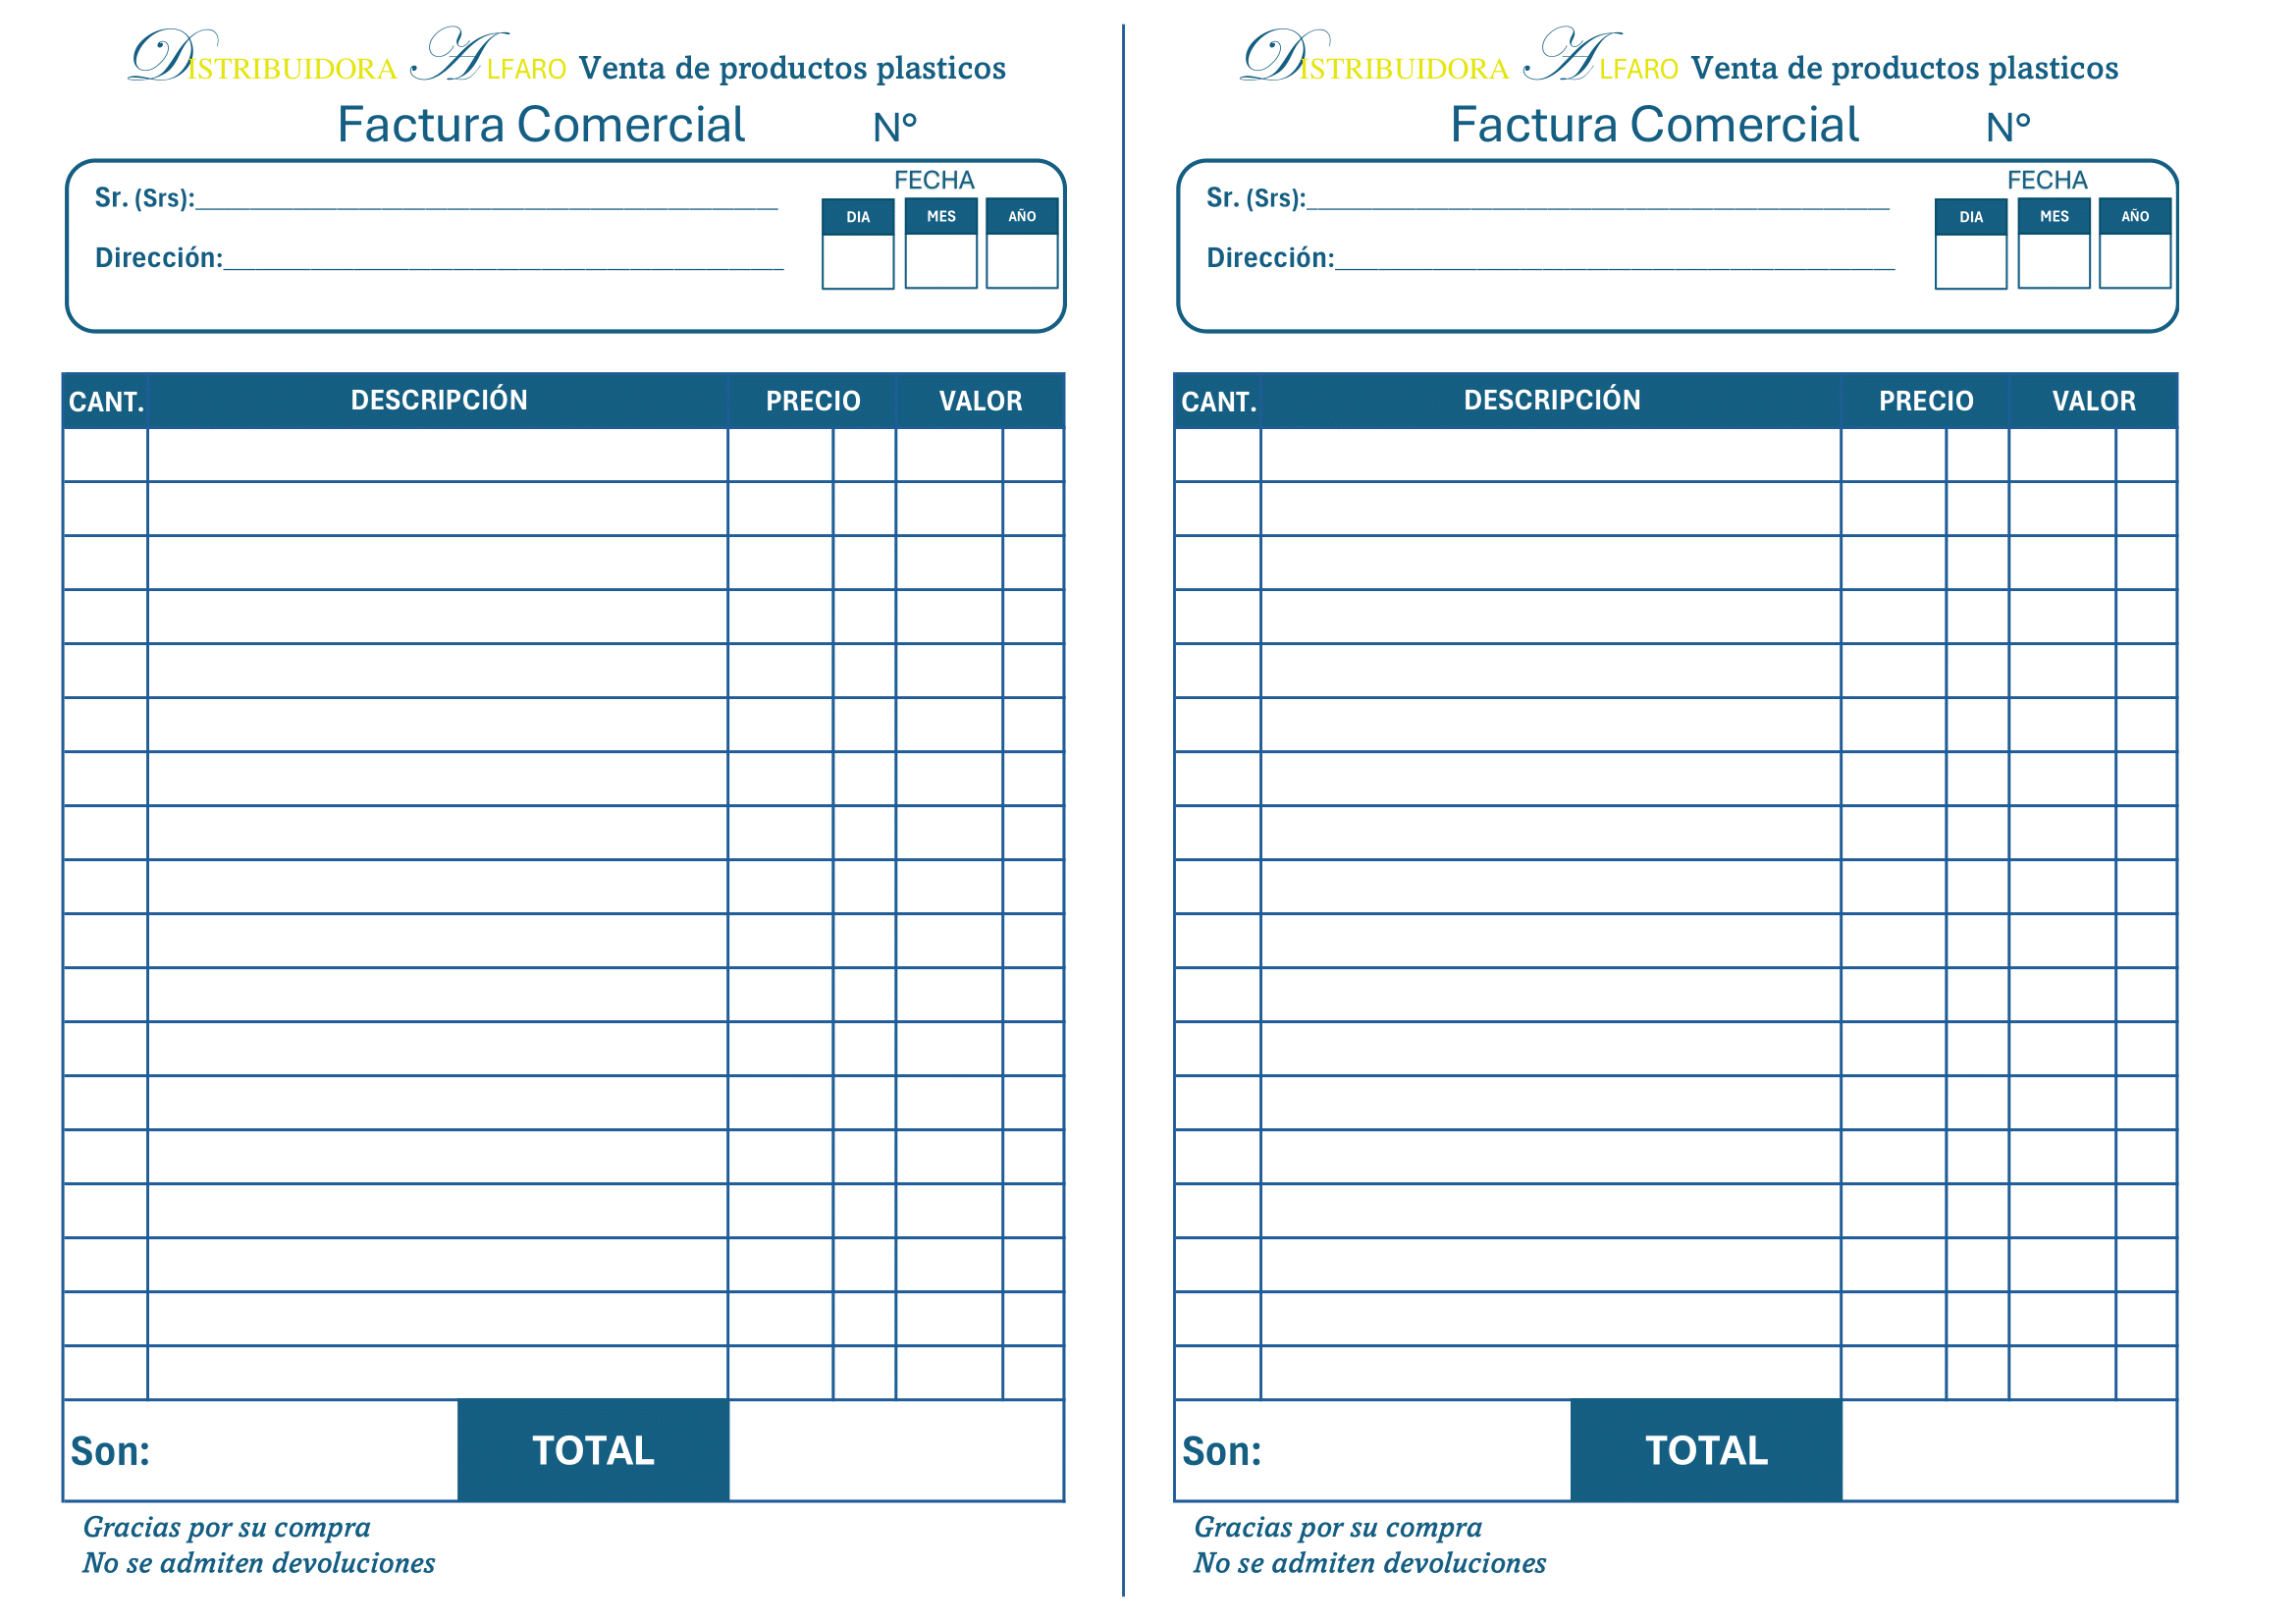 DISTRIBUIDORA ALFARO Venta de productos plasticos
Factura Comercial N°
FECHA
Sr. (Srs):
DIA MES AÑO
Dirección:
CANT. DESCRIPCIÓN PRECIO VALOR
Son: TOTAL
Gracias por su compra
No se admiten devoluciones
DISTRIBUIDORA ALFARO Venta de productos plasticos
Factura Comercial N°
FECHA
Sr. (Srs):
DIA MES AÑO
Dirección:
CANT. DESCRIPCIÓN PRECIO VALOR
Son: TOTAL
Gracias por su compra
No se admiten devoluciones